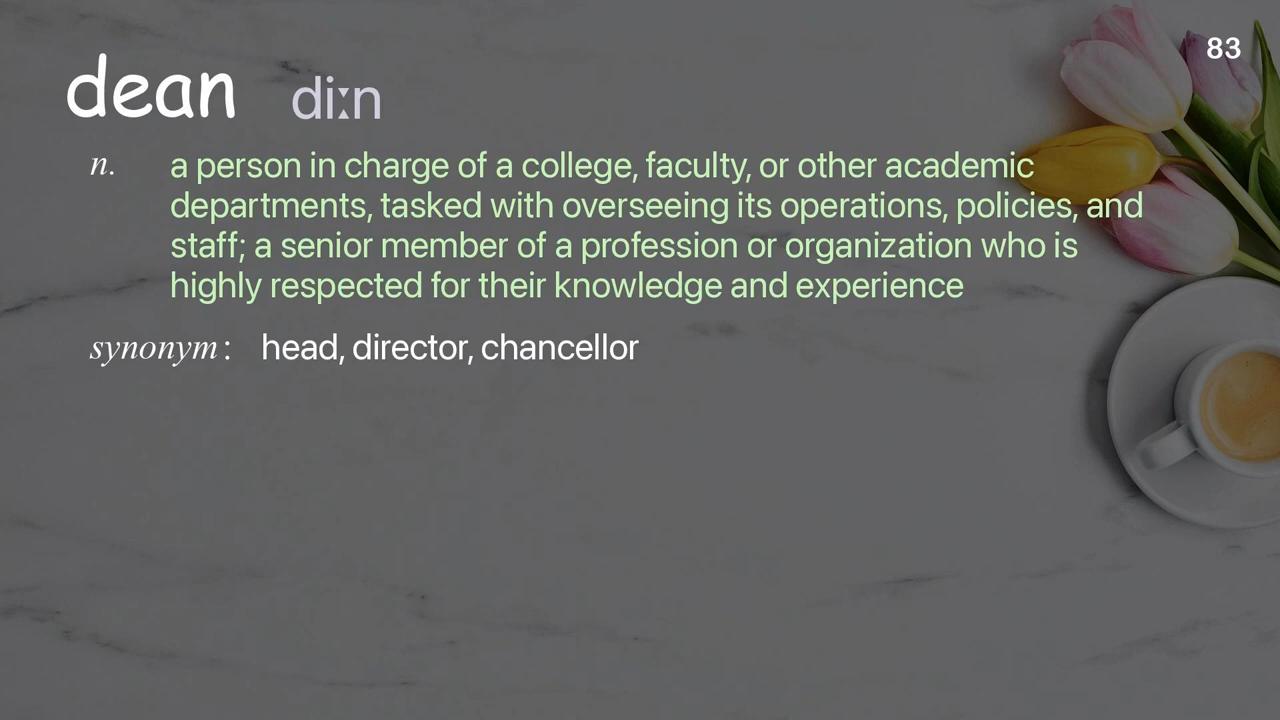 83
dean di:n
n. a person in charge of a college, faculty, or other academic
departments, tasked with overseeing its operations, policies, and
staff; a senior member of a profession or organization who is
highly respected for their knowledge and experience
synonym: head, director, chancellor